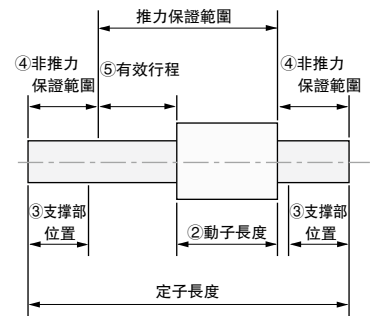 推力保證範圍
④非推力
保證範圍
⑤有效行程
④非推力
保證範圍
③支撐部
位置
②動子長度
③支撐部
位置
定子長度